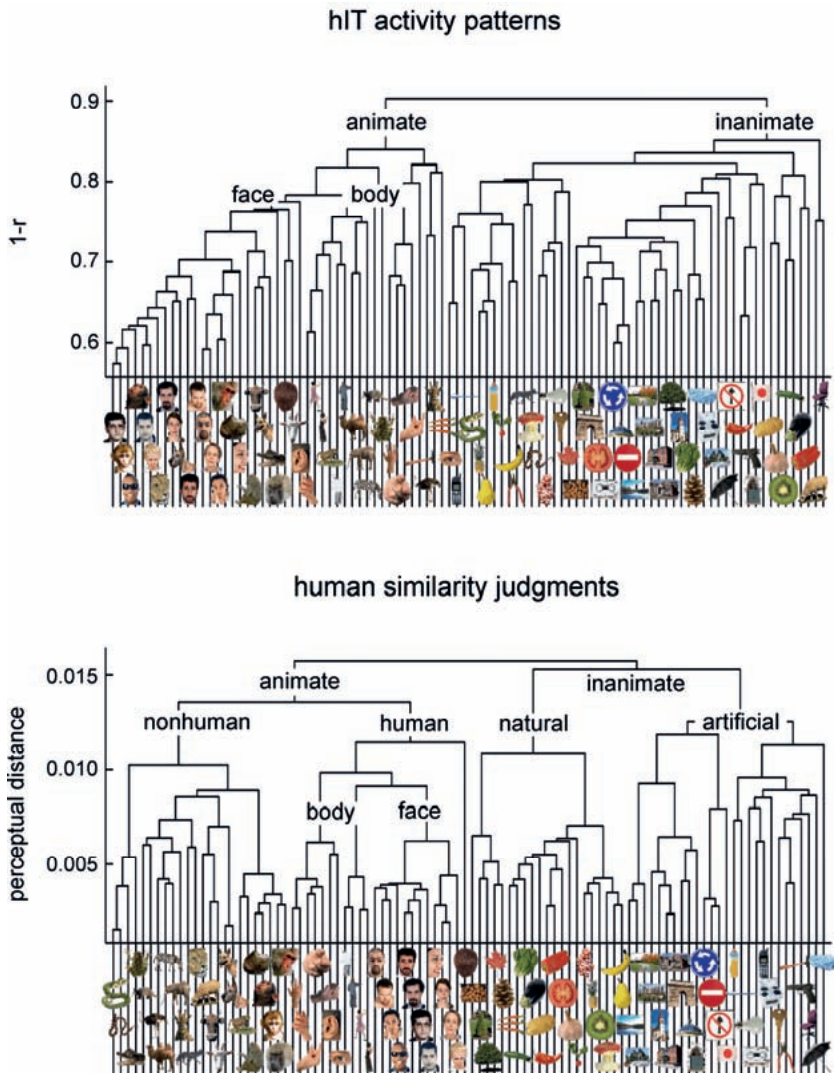 hIT activity patterns
0.9
animate
inanimate
0.8
face
body
1-r
0.7
0.6
human similarity judgments
0.015
animate
inanimate
nonhuman
human
natural
artificial
perceptual distance
0.010
body
face
0.005